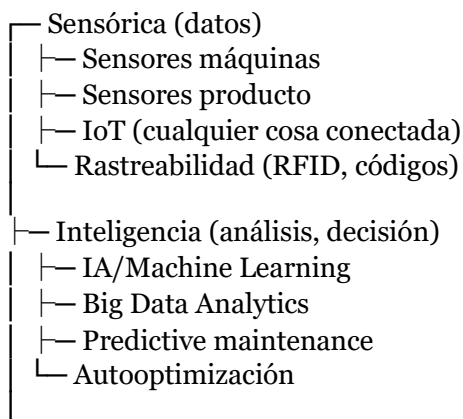 Sensórica (datos)
Sensores máquinas
Sensores producto
IoT (cualquier cosa conectada)
Rastreabilidad (RFID, códigos)
Inteligencia (análisis, decisión)
IA/Machine Learning
Big Data Analytics
Predictive maintenance
Autooptimización